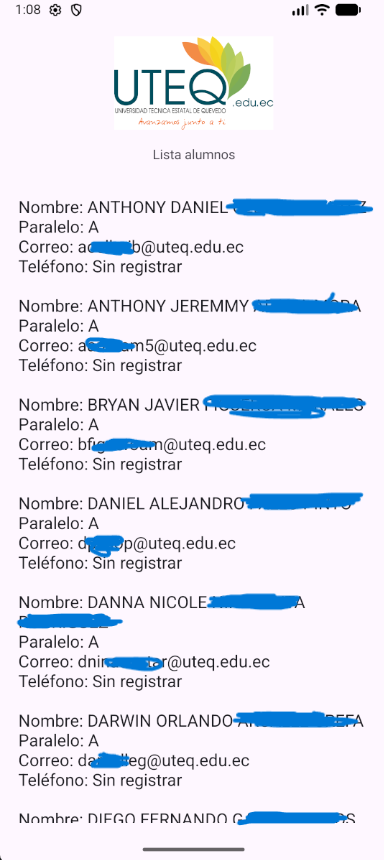 1:08
UTEQ
.edu.ec
UNIVERSIDAD TÉCNICA ESTATAL DE QUEVEDO
Avanzamos junto a ti
Lista alumnos
Nombre: ANTHONY DANIEL
Paralelo: A
Correo: @uteq.edu.ec
Teléfono: Sin registrar
Nombre: ANTHONY JEREMMY
Paralelo: A
Correo: @uteq.edu.ec
Teléfono: Sin registrar
Nombre: BRYAN JAVIER
Paralelo: A
Correo: @uteq.edu.ec
Teléfono: Sin registrar
Nombre: DANIEL ALEJANDRO
Paralelo: A
Correo: @uteq.edu.ec
Teléfono: Sin registrar
Nombre: DANNA NICOLE
Paralelo: A
Correo: @uteq.edu.ec
Teléfono: Sin registrar
Nombre: DARWIN ORLANDO
Paralelo: A
Correo: @uteq.edu.ec
Teléfono: Sin registrar
Nombre: DIEGO FERNANDO